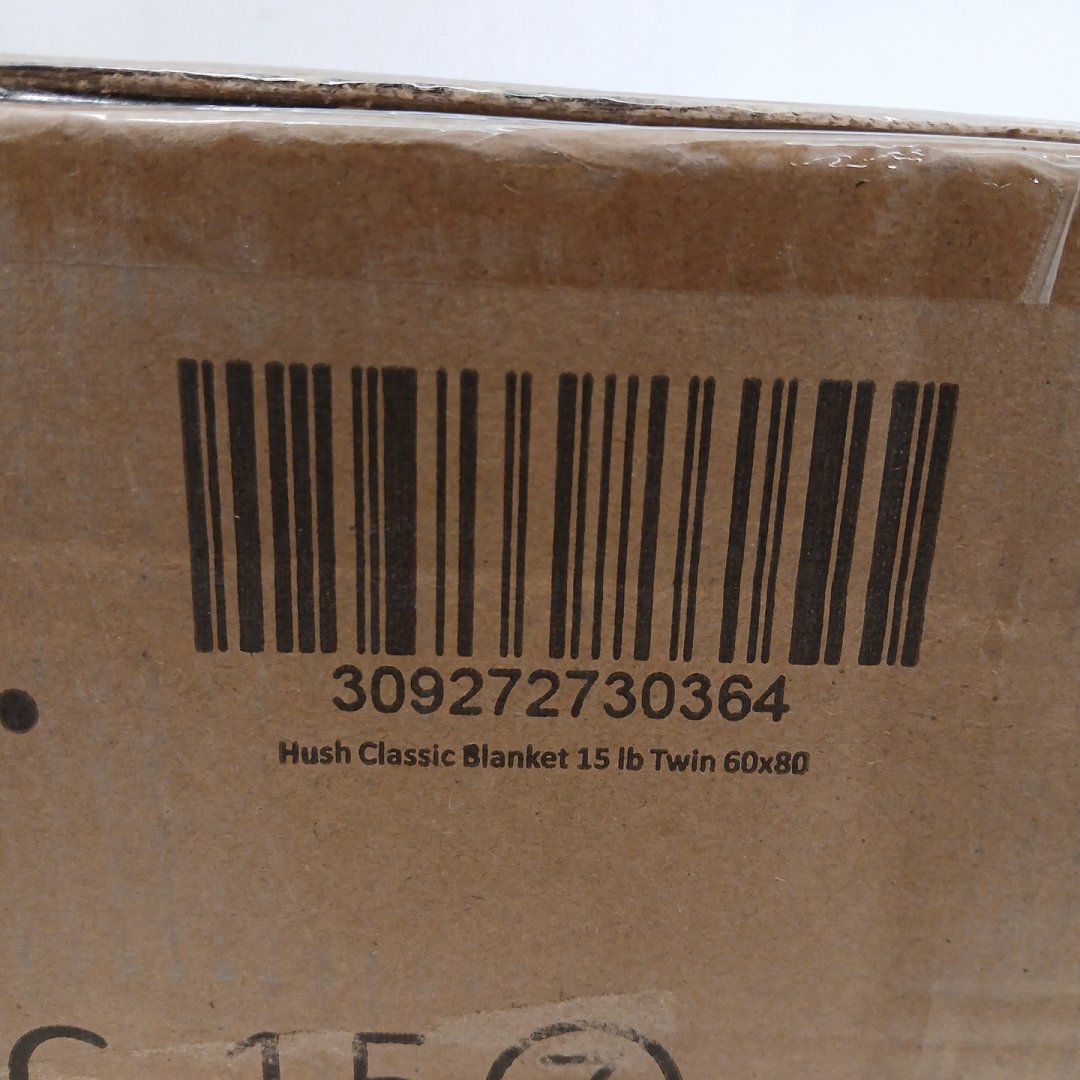 309272730364
Hush Classic Blanket 15 lb Twin 60x80